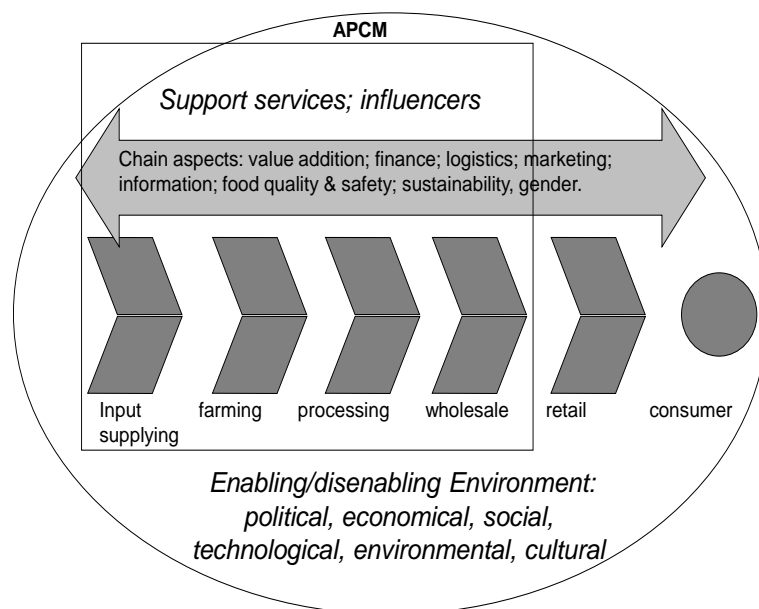 APCM
Support services; influencers
Chain aspects: value addition; finance; logistics; marketing;
information; food quality & safety; sustainability, gender.
Input
supplying
farming
processing
wholesale
retail
consumer
Enabling/disenabling Environment:
political, economical, social,
technological, environmental, cultural